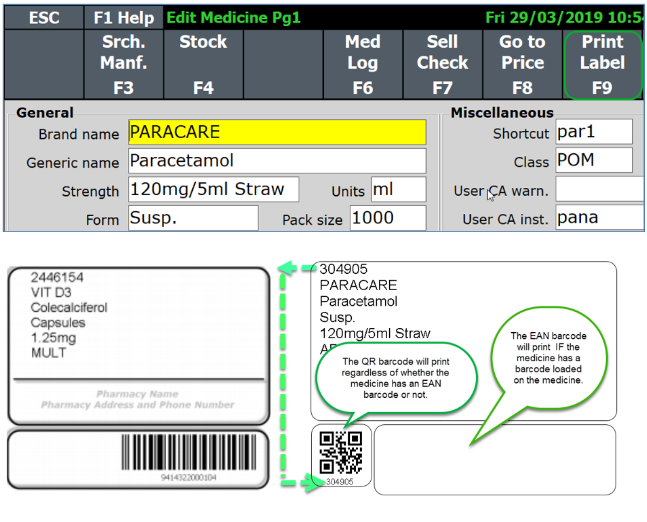 ESC F1 Help Edit Medicine Pg1 Fri 29/03/2019 10:54
Srch. Manf. F3
Stock F4
Med Log F6
Sell Check F7
Go to Price F8
Print Label F9
General
Brand name PARACARE
Generic name Paracetamol
Strength 120mg/5ml Straw Units ml
Form Susp. Pack size 1000
Miscellaneous
Shortcut par1
Class POM
User CA warn.
User CA inst. pana
2446154
VIT D3
Colecalciferol
Capsules
1.25mg
MULT
Pharmacy Name
Pharmacy Address and Phone Number
9414322000104
304905
PARACARE
Paracetamol
Susp.
120mg/5ml Straw
The QR barcode will print
regardless of whether the
medicine has an EAN
barcode or not.
The EAN barcode
will print IF the
medicine has a
barcode loaded
on the medicine.
304905